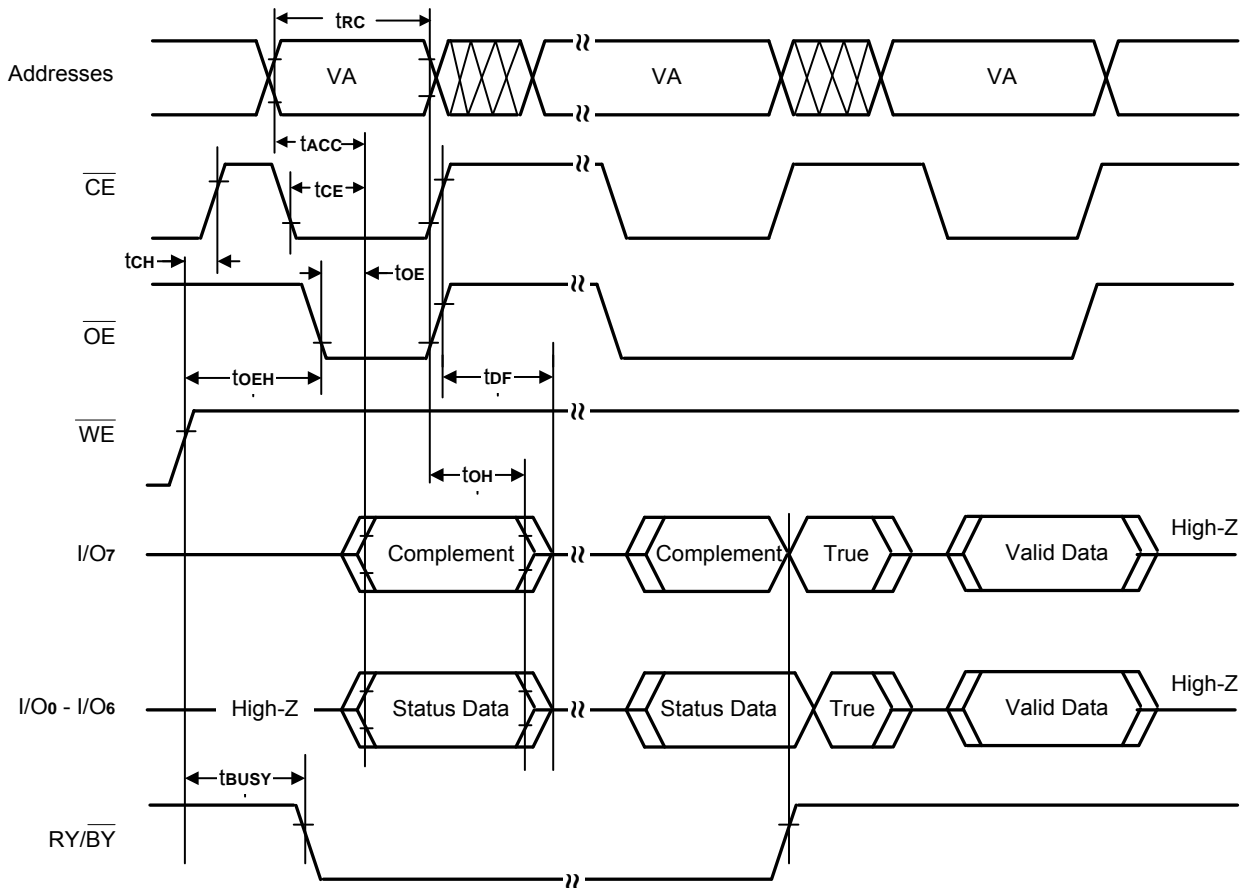 tRC
Addresses VA VA VA
tACC
CE tCE
tCH tOE
OE
tOEH tDF
WE
tOH
I/O7 Complement Complement True Valid Data High-Z
I/O0 - I/O6 High-Z Status Data Status Data True Valid Data High-Z
tBUSY
RY/BY